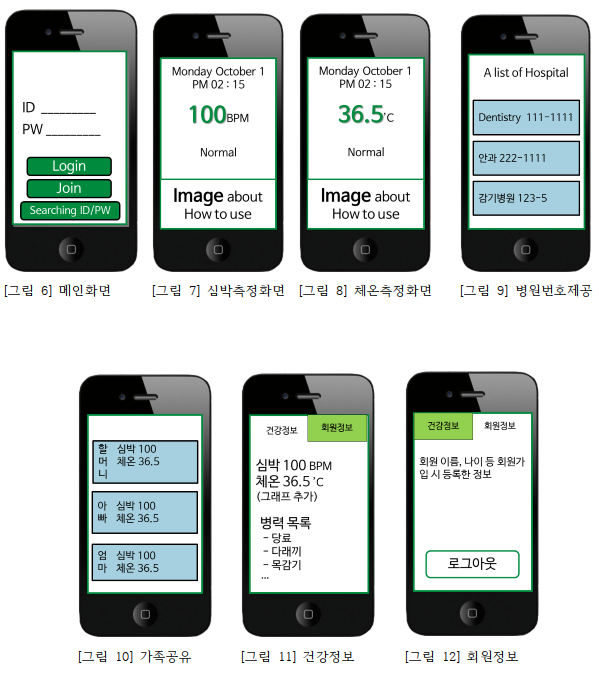 ID _________
PW _________
Login
Join
Searching ID/PW
[그림 6] 메인화면
Monday October 1
PM 02 : 15
100BPM
Normal
Image about
How to use
[그림 7] 심박측정화면
Monday October 1
PM 02 : 15
36.5'C
Normal
Image about
How to use
[그림 8] 체온측정화면
A list of Hospital
Dentistry 111-1111
안과 222-1111
감기병원 123-5
[그림 9] 병원번호제공
할머니
심박 100
체온 36.5
아빠
심박 100
체온 36.5
엄마
심박 100
체온 36.5
[그림 10] 가족공유
건강정보 회원정보
심박 100 BPM
체온 36.5 'C
(그래프 추가)
병력 목록
- 당료
- 다래끼
- 목감기
...
[그림 11] 건강정보
건강정보 회원정보
회원 이름, 나이 등 회원가
입 시 등록한 정보
로그아웃
[그림 12] 회원정보